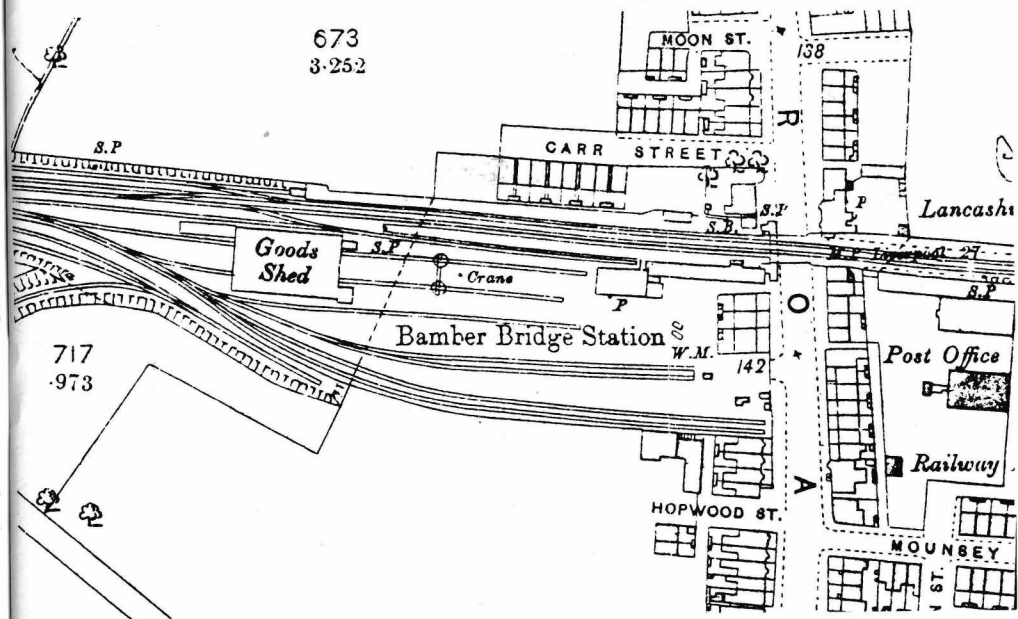 673
3·252
MOON ST.
138
R
S.P
CARR STREET
P
S.P
Lancash
S.B.
Goods
Shed
S.P
Crane
M.P Liverpool 27
S.P
P
O
Bamber Bridge Station
W.M.
142
717
·973
Post Office
Railway
A
HOPWOOD ST.
MOUNSEY
N ST.